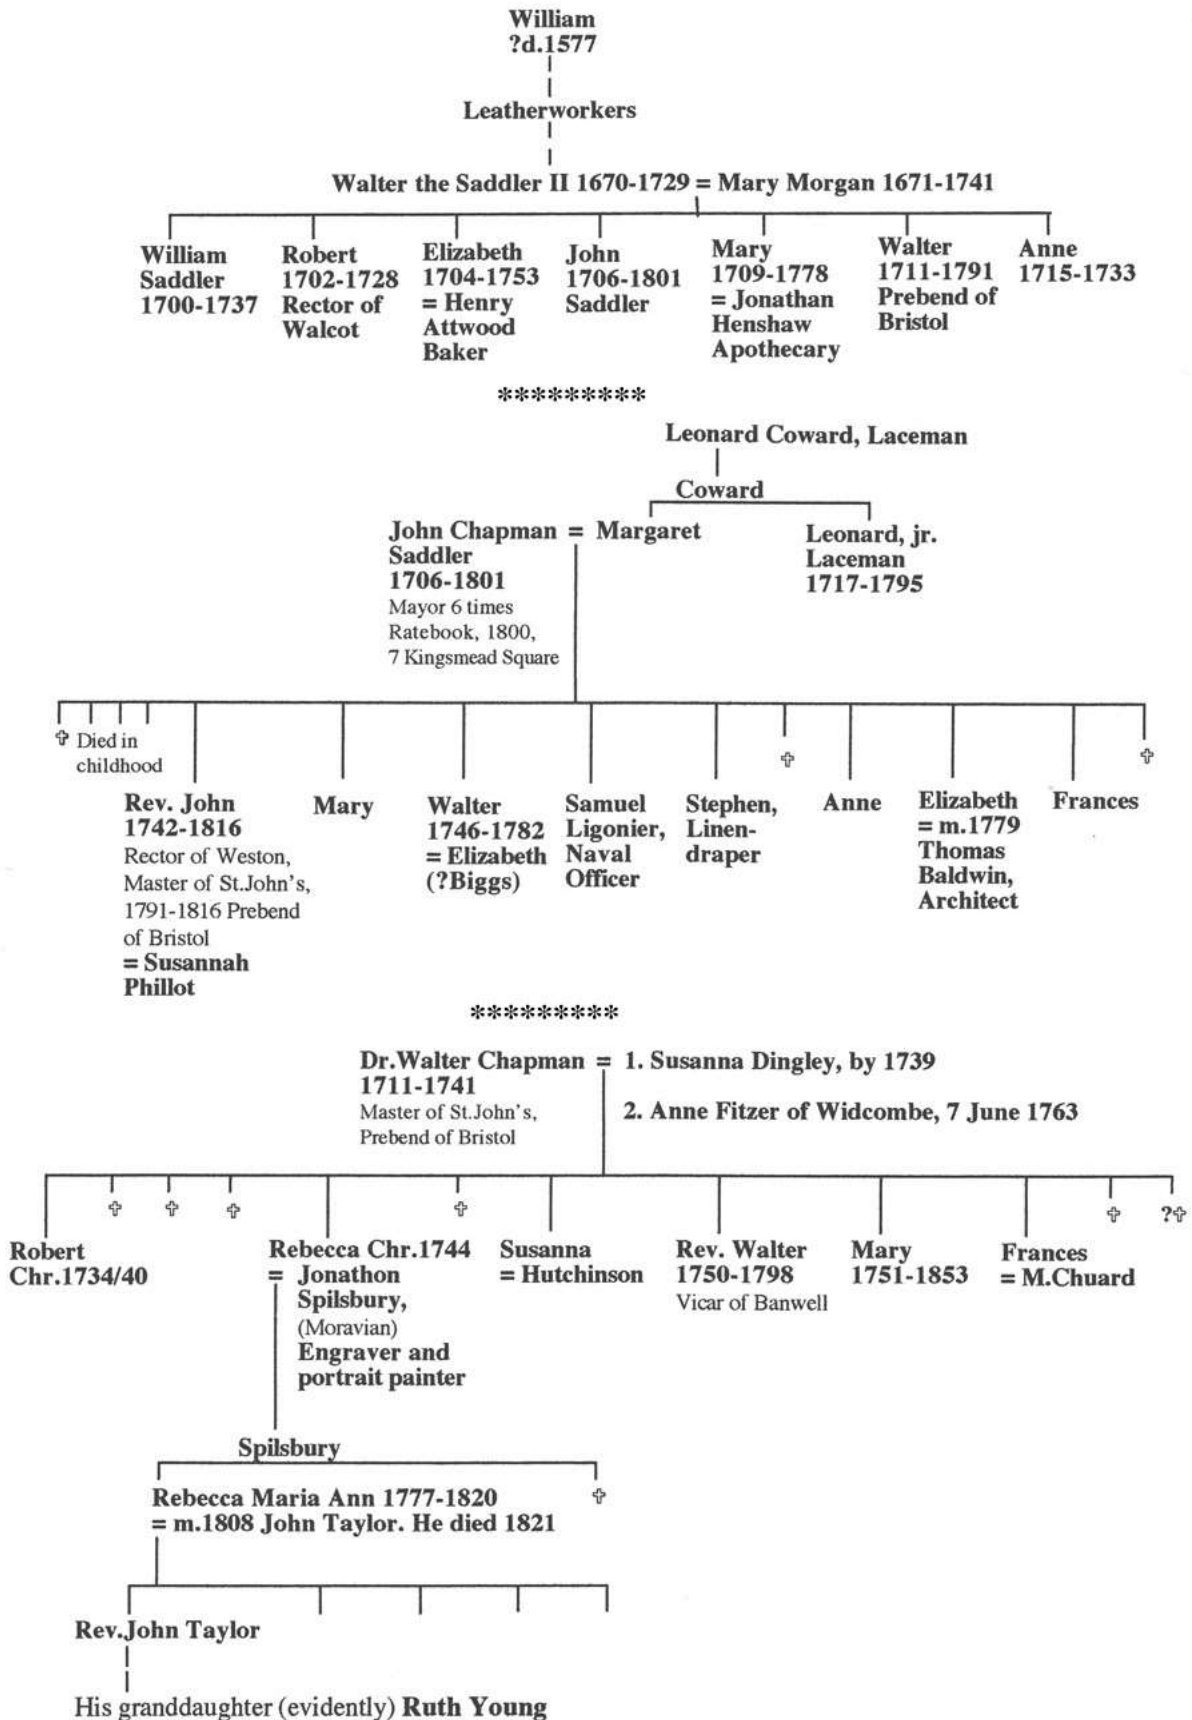 William
?d.1577
Leatherworkers
Walter the Saddler II 1670-1729 = Mary Morgan 1671-1741
William
Saddler
1700-1737
Robert
1702-1728
Rector of
Walcot
Elizabeth
1704-1753
= Henry
Attwood
Baker
John
1706-1801
Saddler
Mary
1709-1778
= Jonathan
Henshaw
Apothecary
Walter
1711-1791
Prebend of
Bristol
Anne
1715-1733
*********
Leonard Coward, Laceman
Coward
John Chapman = Margaret
Saddler
1706-1801
Mayor 6 times
Ratebook, 1800,
7 Kingsmead Square
Leonard, jr.
Laceman
1717-1795
✞ Died in
childhood
Rev. John
1742-1816
Rector of Weston,
Master of St.John's,
1791-1816 Prebend
of Bristol
= Susannah
Phillot
Mary
Walter
1746-1782
= Elizabeth
(?Biggs)
Samuel
Ligonier,
Naval
Officer
Stephen,
Linen-
draper
✞
Anne
Elizabeth
= m.1779
Thomas
Baldwin,
Architect
Frances
✞
*********
Dr.Walter Chapman = 1. Susanna Dingley, by 1739
1711-1741
Master of St.John's,
Prebend of Bristol
2. Anne Fitzer of Widcombe, 7 June 1763
Robert
Chr.1734/40
✞
✞
✞
Rebecca Chr.1744
= Jonathon
Spilsbury,
(Moravian)
Engraver and
portrait painter
✞
Susanna
= Hutchinson
Rev. Walter
1750-1798
Vicar of Banwell
Mary
1751-1853
Frances
= M.Chuard
✞
?✞
Spilsbury
Rebecca Maria Ann 1777-1820
= m.1808 John Taylor. He died 1821
✞
Rev.John Taylor
His granddaughter (evidently) Ruth Young